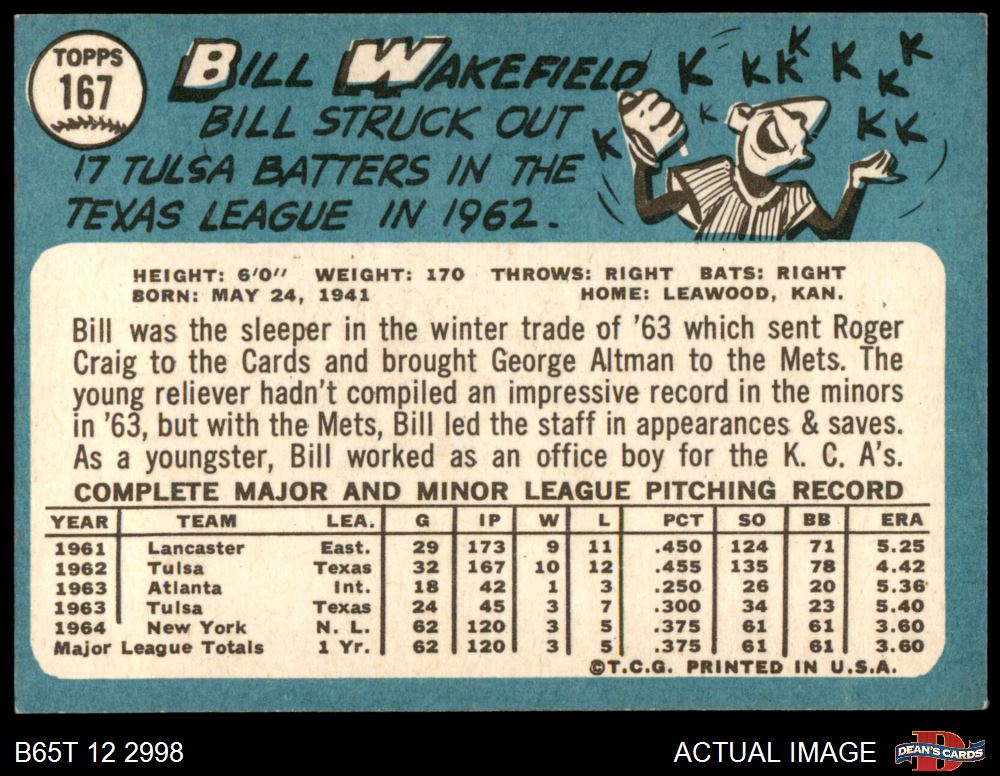 TOPPS
167
BILL WAKEFIELD
BILL STRUCK OUT
17 TULSA BATTERS IN THE
TEXAS LEAGUE IN 1962.
K K K K K K K K K K K
HEIGHT: 6'0" WEIGHT: 170 THROWS: RIGHT BATS: RIGHT
BORN: MAY 24, 1941 HOME: LEAWOOD, KAN.
Bill was the sleeper in the winter trade of '63 which sent Roger
Craig to the Cards and brought George Altman to the Mets. The
young reliever hadn't compiled an impressive record in the minors
in '63, but with the Mets, Bill led the staff in appearances & saves.
As a youngster, Bill worked as an office boy for the K. C. A's.
COMPLETE MAJOR AND MINOR LEAGUE PITCHING RECORD
YEAR TEAM LEA. G IP W L PCT SO BB ERA
1961 Lancaster East. 29 173 9 11 .450 124 71 5.25
1962 Tulsa Texas 32 167 10 12 .455 135 78 4.42
1963 Atlanta Int. 18 42 1 3 .250 26 20 5.36
1963 Tulsa Texas 24 45 3 7 .300 34 23 5.40
1964 New York N. L. 62 120 3 5 .375 61 61 3.60
Major League Totals 1 Yr. 62 120 3 5 .375 61 61 3.60
©T.C.G. PRINTED IN U.S.A.
B65T 12 2998 ACTUAL IMAGE DEAN'S CARDS